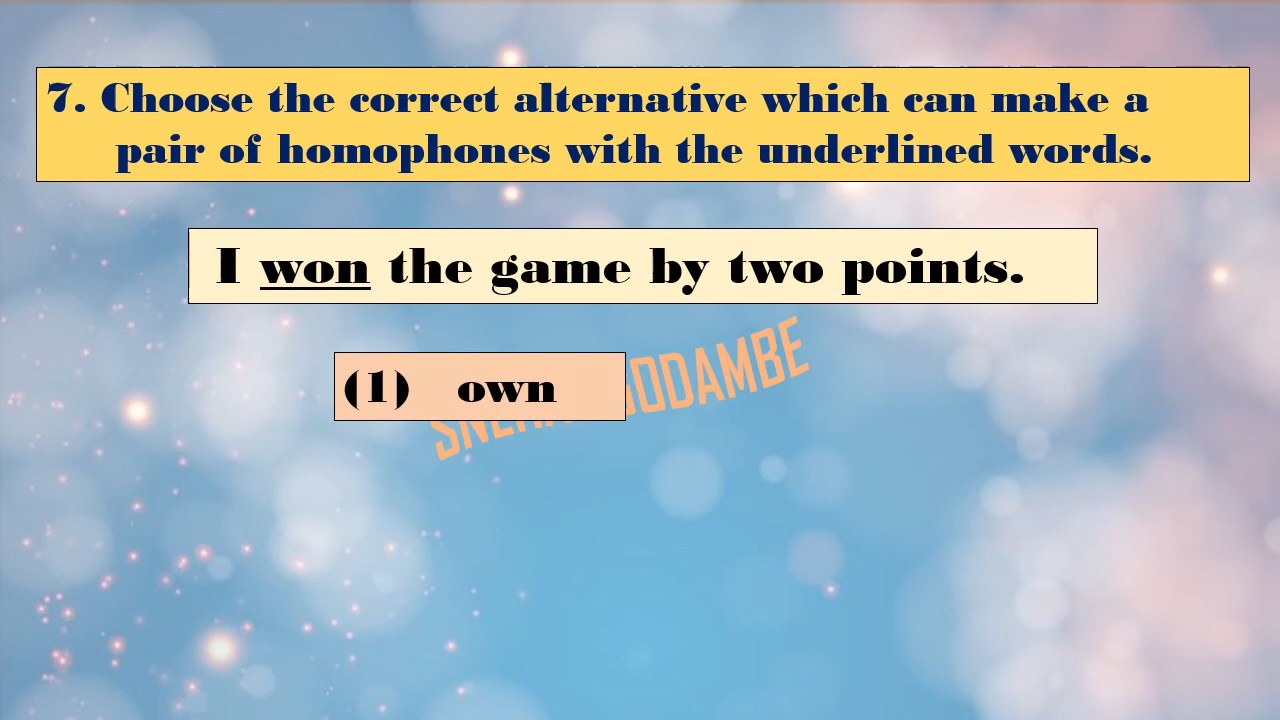 7. Choose the correct alternative which can make a
pair of homophones with the underlined words.
I won the game by two points.
(1) own